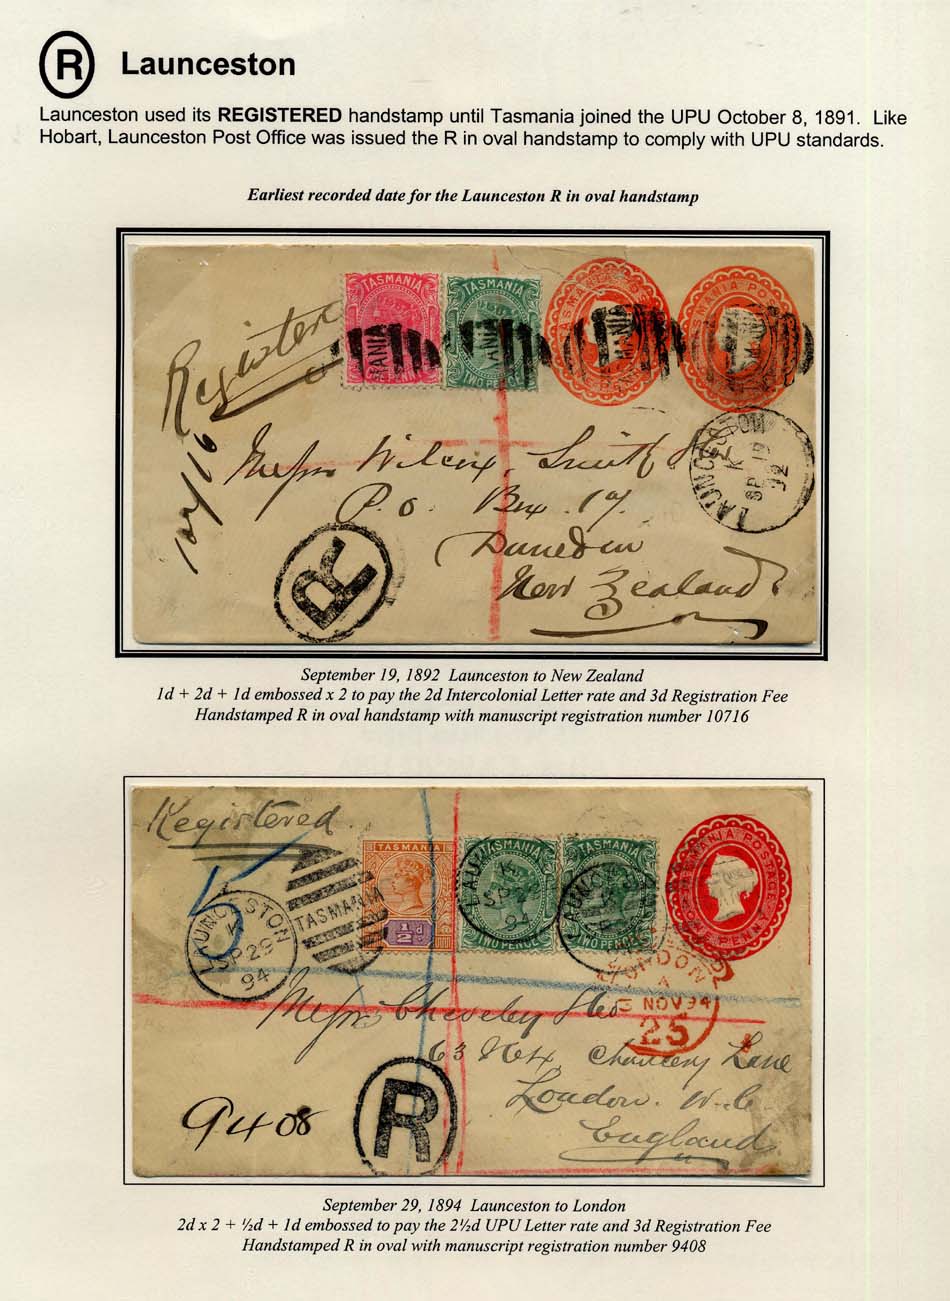 R Launceston
Launceston used its REGISTERED handstamp until Tasmania joined the UPU October 8, 1891. Like
Hobart, Launceston Post Office was issued the R in oval handstamp to comply with UPU standards.
Earliest recorded date for the Launceston R in oval handstamp
TASMANIA
TASMANIA
TWO PENCE
TASMANIA POSTAGE
Register
10716
LAUNCESTON
K
SP 19
92
Messrs Wilcox, Smith
P.O. Box 17.
Dunedin
New Zealand
R
September 19, 1892 Launceston to New Zealand
1d + 2d + 1d embossed x 2 to pay the 2d Intercolonial Letter rate and 3d Registration Fee
Handstamped R in oval handstamp with manuscript registration number 10716
Registered
TASMANIA
½d
TASMANIA
TWO PENCE
TASMANIA
TWO PENCE
TASMANIA POSTAGE
ONE PENNY
LAUNCESTON
K
SP 29
94
TASMANIA
LONDON
NOV 94
25
Messrs
63 & 64 Chancery Lane
London. W.C.
England
9408
R
September 29, 1894 Launceston to London
2d x 2 + ½d + 1d embossed to pay the 2½d UPU Letter rate and 3d Registration Fee
Handstamped R in oval with manuscript registration number 9408